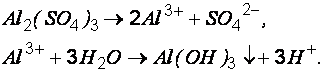 Al₂(SO₄)₃ → 2Al³⁺ + SO₄²⁻,
Al³⁺ + 3H₂O → Al(OH)₃ ↓ + 3H⁺.